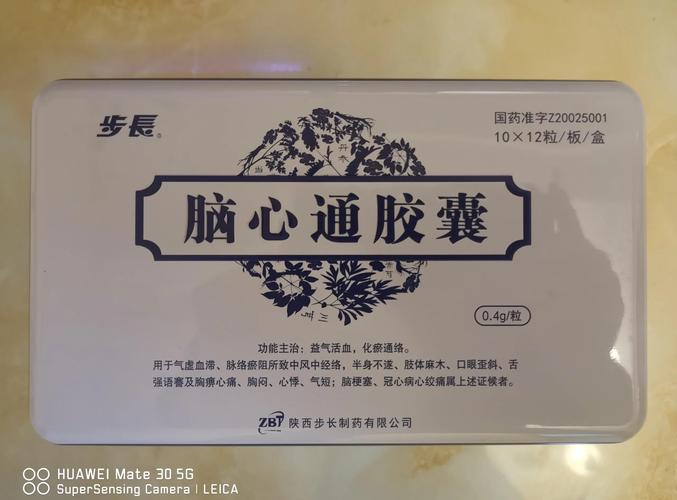 步長®
国药准字Z20025001
10×12粒/板/盒
丹参
脑心通胶囊
0.4g/粒
三七
功能主治：益气活血，化瘀通络。
用于气虚血滞、脉络瘀阻所致中风中经络，半身不遂、肢体麻木、口眼歪斜、舌
强语謇及胸痹心痛、胸闷、心悸、气短；脑梗塞、冠心病心绞痛属上述证候者。
ZBT 陕西步长制药有限公司
HUAWEI Mate 30 5G
SuperSensing Camera | LEICA